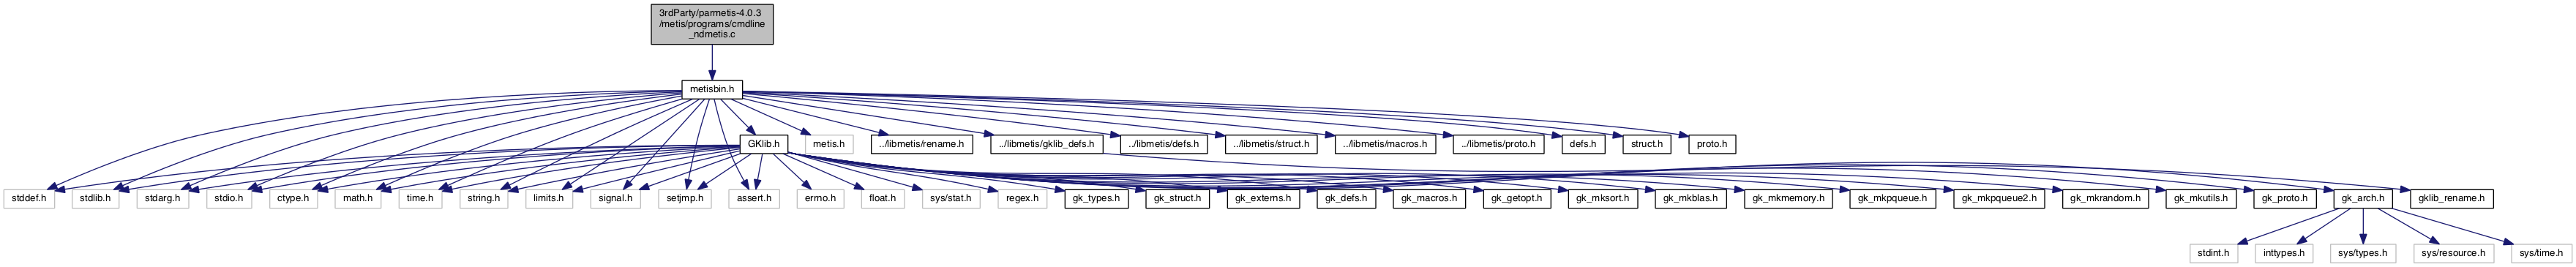 3rdParty/parmetis-4.0.3
/metis/programs/cmdline
_ndmetis.c
metisbin.h
GKlib.h
metis.h
../libmetis/rename.h
../libmetis/gklib_defs.h
../libmetis/defs.h
../libmetis/struct.h
../libmetis/macros.h
../libmetis/proto.h
defs.h
struct.h
proto.h
stddef.h
stdlib.h
stdarg.h
stdio.h
ctype.h
math.h
time.h
string.h
limits.h
signal.h
setjmp.h
assert.h
errno.h
float.h
sys/stat.h
regex.h
gk_types.h
gk_struct.h
gk_externs.h
gk_defs.h
gk_macros.h
gk_getopt.h
gk_mksort.h
gk_mkblas.h
gk_mkmemory.h
gk_mkpqueue.h
gk_mkpqueue2.h
gk_mkrandom.h
gk_mkutils.h
gk_proto.h
gk_arch.h
gklib_rename.h
stdint.h
inttypes.h
sys/types.h
sys/resource.h
sys/time.h